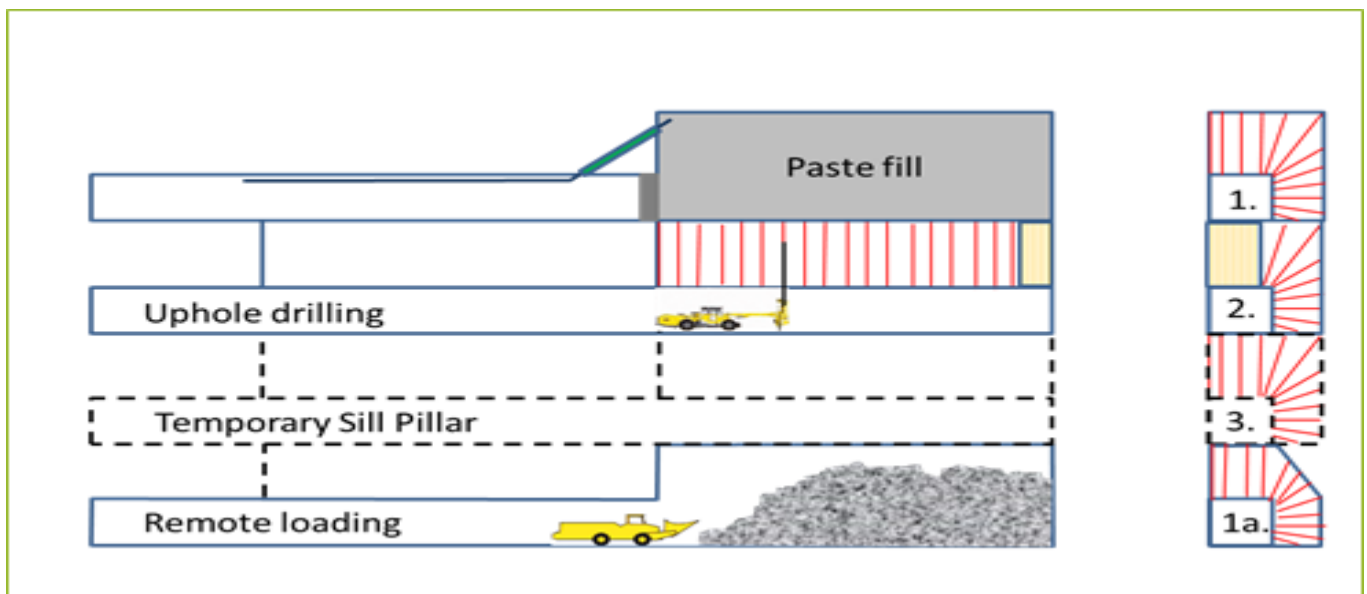 Paste fill
1.
Uphole drilling
2.
Temporary Sill Pillar
3.
Remote loading
1a.